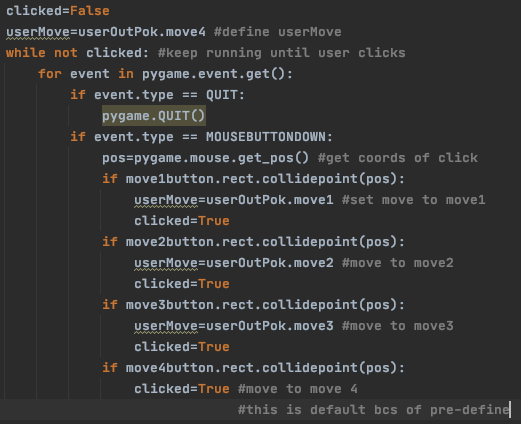 clicked=False
userMove=userOutPok.move4 #define userMove
while not clicked: #keep running until user clicks
    for event in pygame.event.get():
        if event.type == QUIT:
            pygame.QUIT()
        if event.type == MOUSEBUTTONDOWN:
            pos=pygame.mouse.get_pos() #get coords of click
            if move1button.rect.collidepoint(pos):
                userMove=userOutPok.move1 #set move to move1
                clicked=True
            if move2button.rect.collidepoint(pos):
                userMove=userOutPok.move2 #move to move2
                clicked=True
            if move3button.rect.collidepoint(pos):
                userMove=userOutPok.move3 #move to move3
                clicked=True
            if move4button.rect.collidepoint(pos):
                clicked=True #move to move 4
                             #this is default bcs of pre-define